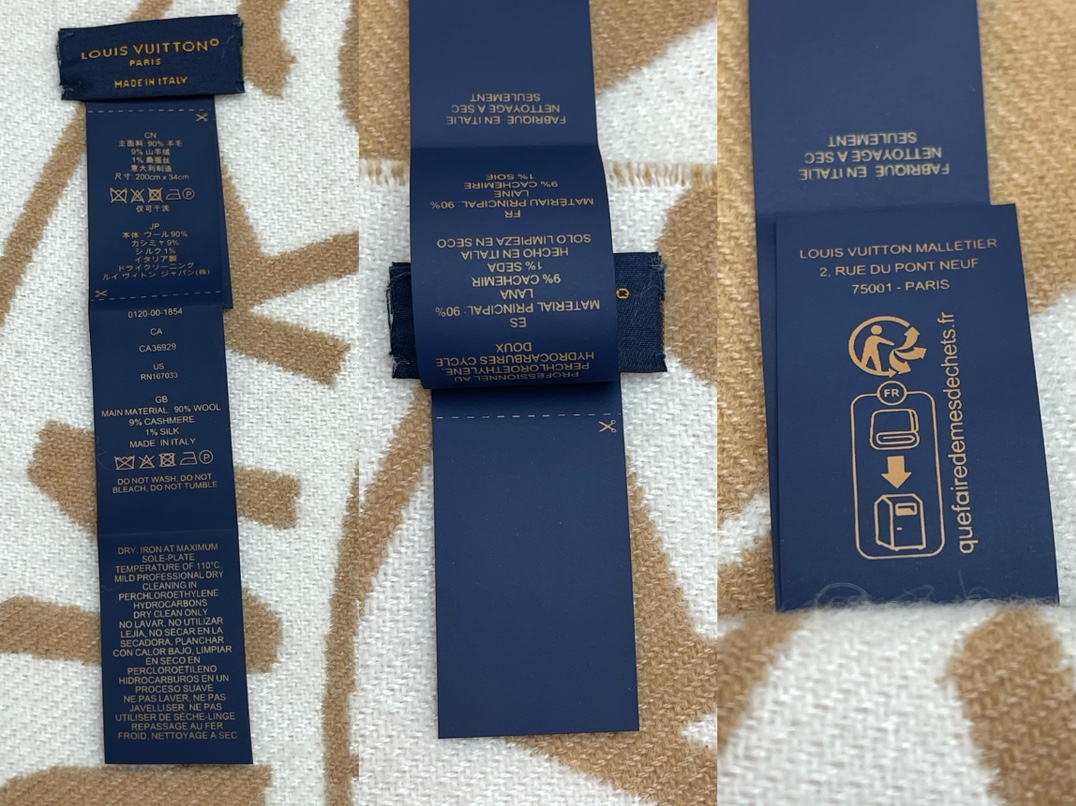 LOUIS VUITTON
PARIS
MADE IN ITALY
CN
主面料: 90% 羊毛
9% 山羊绒
1% 桑蚕丝
意大利制造
尺寸: 200cm x 34cm
仅可干洗
JP
本体: ウール90%
カシミヤ9%
シルク1%
イタリア製
ドライクリーニング
ルイ ヴィトン ジャパン(株)
0120-00-1854
CA
CA36929
US
RN167033
GB
MAIN MATERIAL: 90% WOOL
9% CASHMERE
1% SILK
MADE IN ITALY
DO NOT WASH, DO NOT
BLEACH, DO NOT TUMBLE
DRY. IRON AT MAXIMUM
SOLE-PLATE
TEMPERATURE OF 110°C.
MILD PROFESSIONAL DRY
CLEANING IN
PERCHLOROETHYLENE
HYDROCARBONS
DRY CLEAN ONLY
NO LAVAR, NO UTILIZAR
LEJÍA, NO SECAR EN LA
SECADORA, PLANCHAR
CON CALOR BAJO, LIMPIAR
EN SECO EN
PERCLOROETILENO
HIDROCARBUROS EN UN
PROCESO SUAVE
NE PAS LAVER, NE PAS
JAVELLISER, NE PAS
UTILISER DE SÈCHE-LINGE
REPASSAGE AU FER
FROID, NETTOYAGE A SEC
PROFESSIONNEL AU
PERCHLOROETHYLENE
HYDROCARBURES CYCLE
DOUX
ES
MATERIAL PRINCIPAL: 90%
LANA
9% CACHEMIR
1% SEDA
HECHO EN ITALIA
SOLO LIMPIEZA EN SECO
FR
MATÉRIAU PRINCIPAL: 90%
LAINE
9% CACHEMIRE
1% SOIE
FABRIQUE EN ITALIE
NETTOYAGE A SEC
SEULEMENT
FABRIQUE EN ITALIE
NETTOYAGE A SEC
SEULEMENT
LOUIS VUITTON MALLETIER
2, RUE DU PONT NEUF
75001 - PARIS
FR
quefairedemesdechets.fr